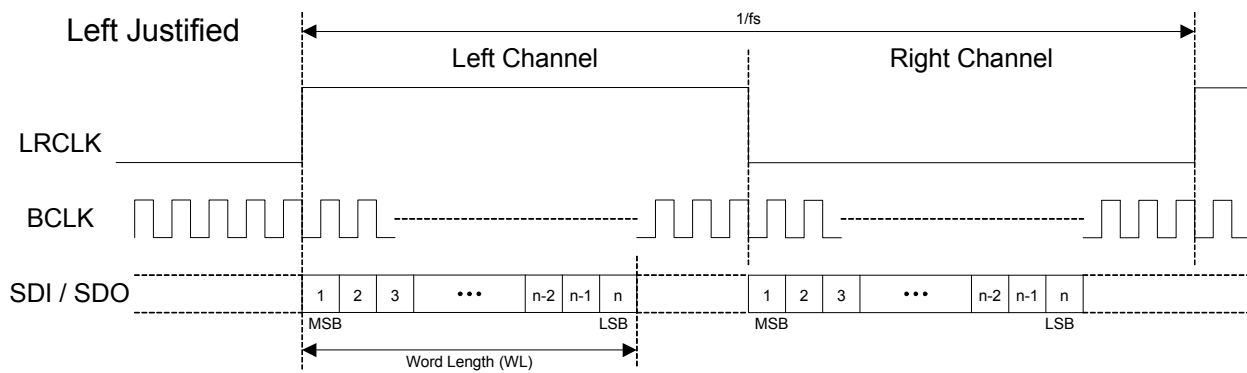 1/fs
Left Justified
Left Channel
Right Channel
LRCLK
BCLK
SDI / SDO
1 2 3 ••• n-2 n-1 n 1 2 3 ••• n-2 n-1 n
MSB LSB MSB LSB
Word Length (WL)